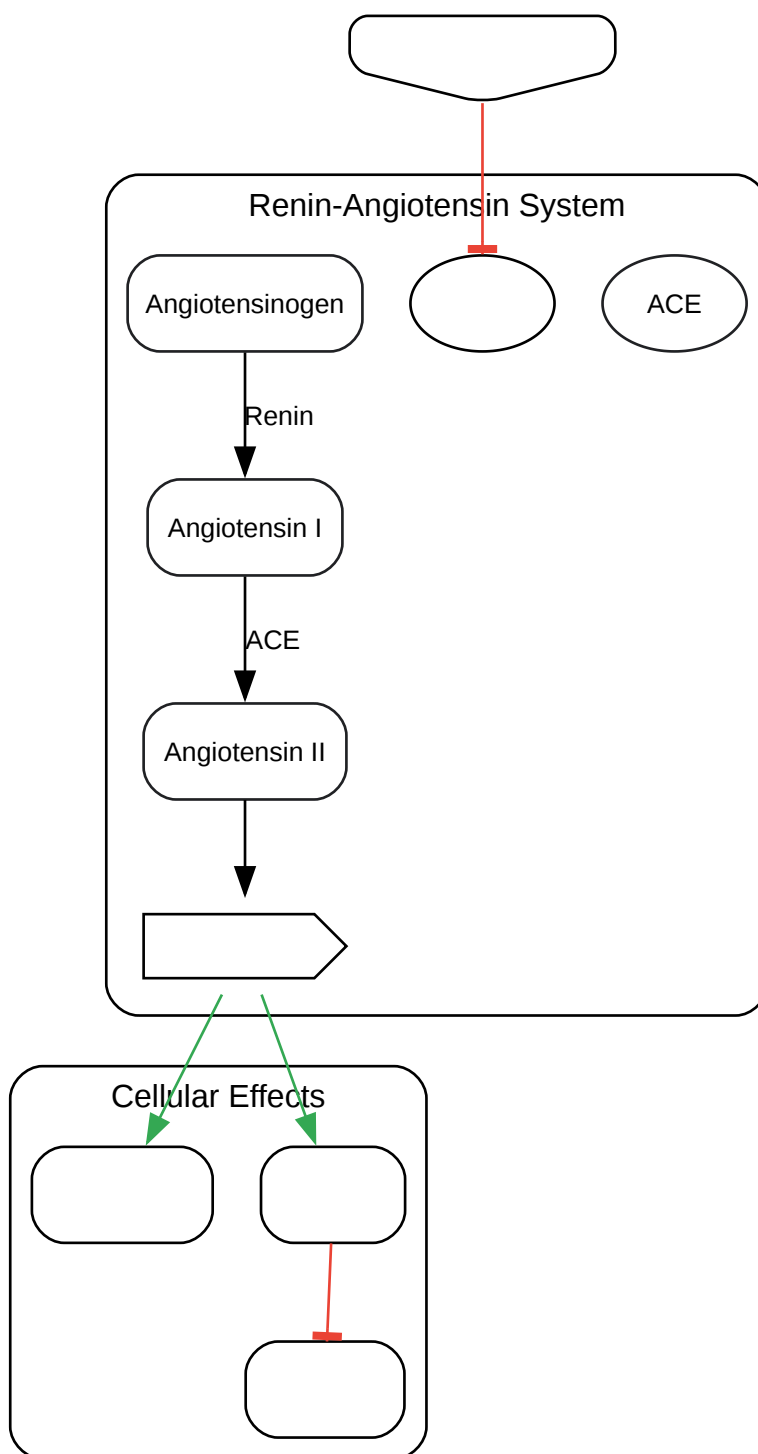 Renin-Angiotensin System
Angiotensinogen
ACE
Renin
Angiotensin I
ACE
Angiotensin II
Cellular Effects